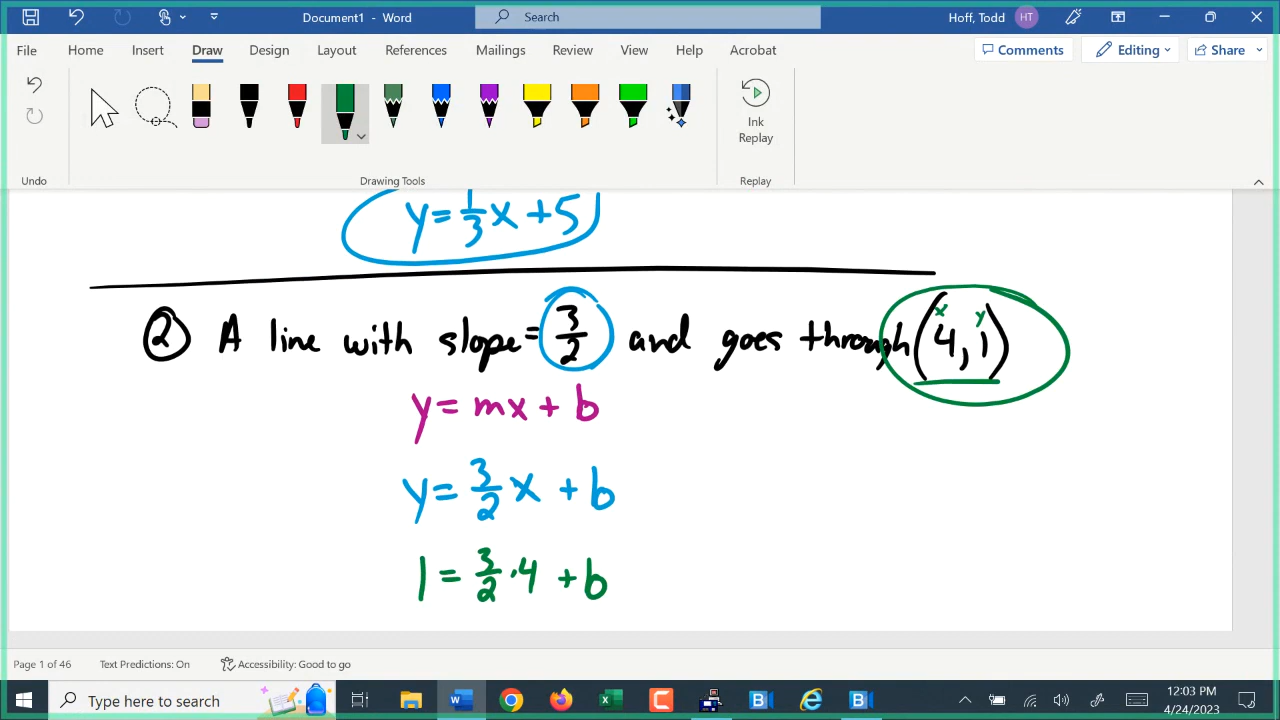 Document1 - Word
Search
Hoff, Todd
HT
File Home Insert Draw Design Layout References Mailings Review View Help Acrobat
Comments Editing Share
Ink Replay
Undo
Drawing Tools
Replay
y = 1/3 x + 5
② A line with slope = 3/2 and goes through (4, 1)
x y
y = mx + b
y = 3/2 x + b
1 = 3/2 · 4 + b
Page 1 of 46
Text Predictions: On
Accessibility: Good to go
Type here to search
12:03 PM
4/24/2023